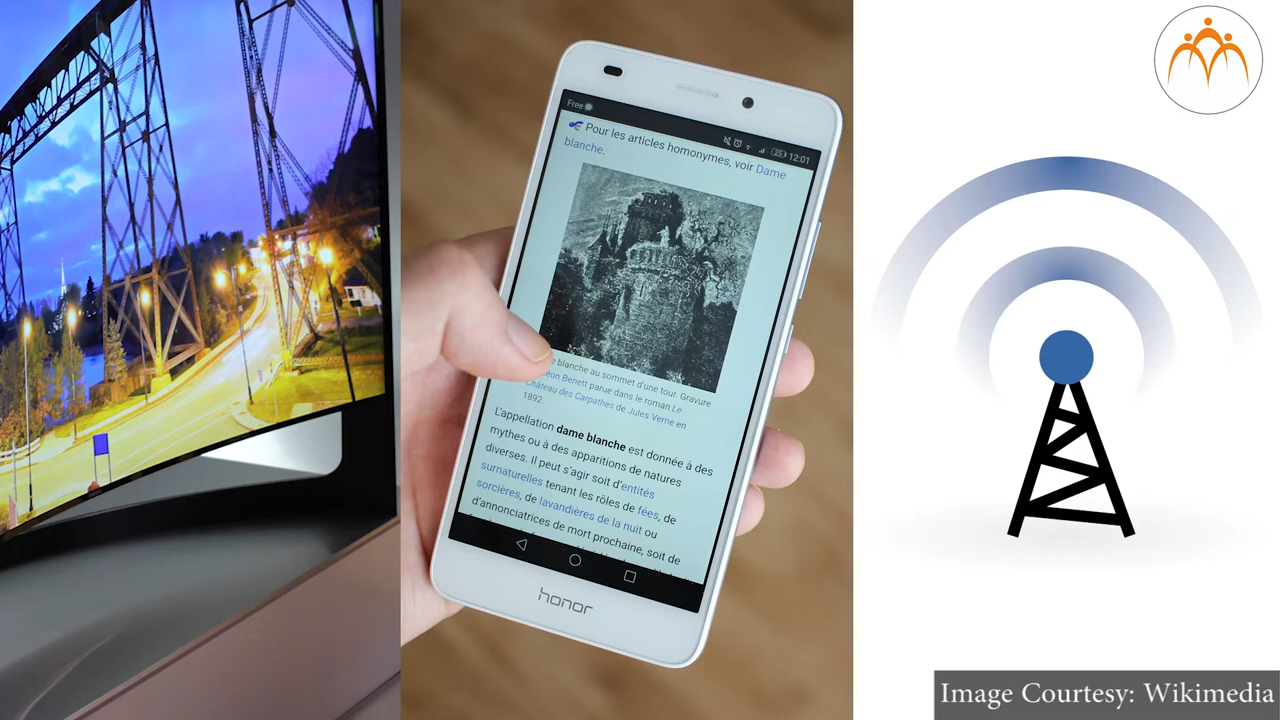 Free
12:01
Pour les articles homonymes, voir Dame
blanche.
e blanche au sommet d'une tour. Gravure
éon Benett parue dans le roman Le
Château des Carpathes de Jules Verne en
1892.
L'appellation dame blanche est donnée à des
mythes ou à des apparitions de natures
diverses. Il peut s'agir soit d'entités
surnaturelles tenant les rôles de fées, de
sorcières, de lavandières de la nuit ou
d'annonciatrices de mort prochaine, soit de
honor
Image Courtesy: Wikimedia